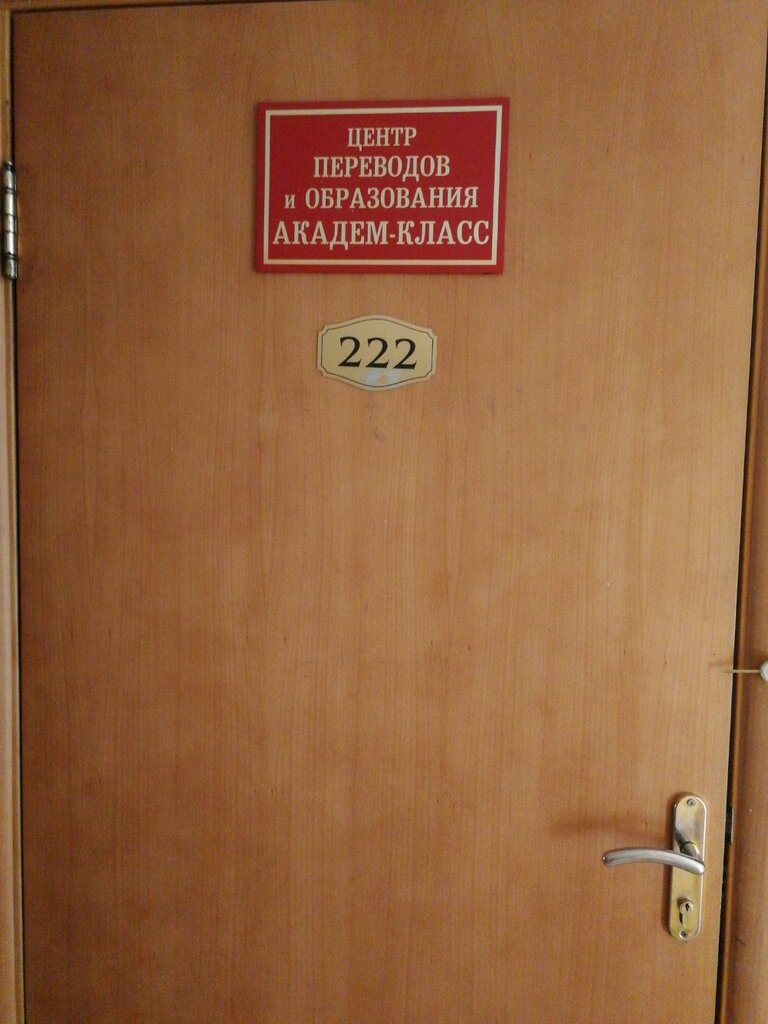 ЦЕНТР
ПЕРЕВОДОВ
и ОБРАЗОВАНИЯ
АКАДЕМ-КЛАСС
222